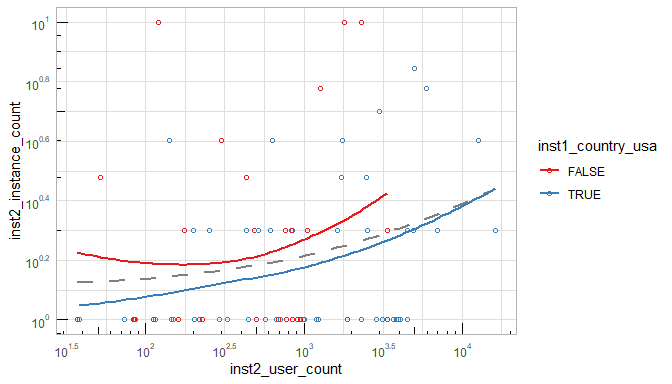 10^1
10^0.8
10^0.6
10^0.4
10^0.2
10^0
inst2_instance_count
10^1.5
10^2
10^2.5
10^3
10^3.5
10^4
inst2_user_count
inst1_country_usa
FALSE
TRUE